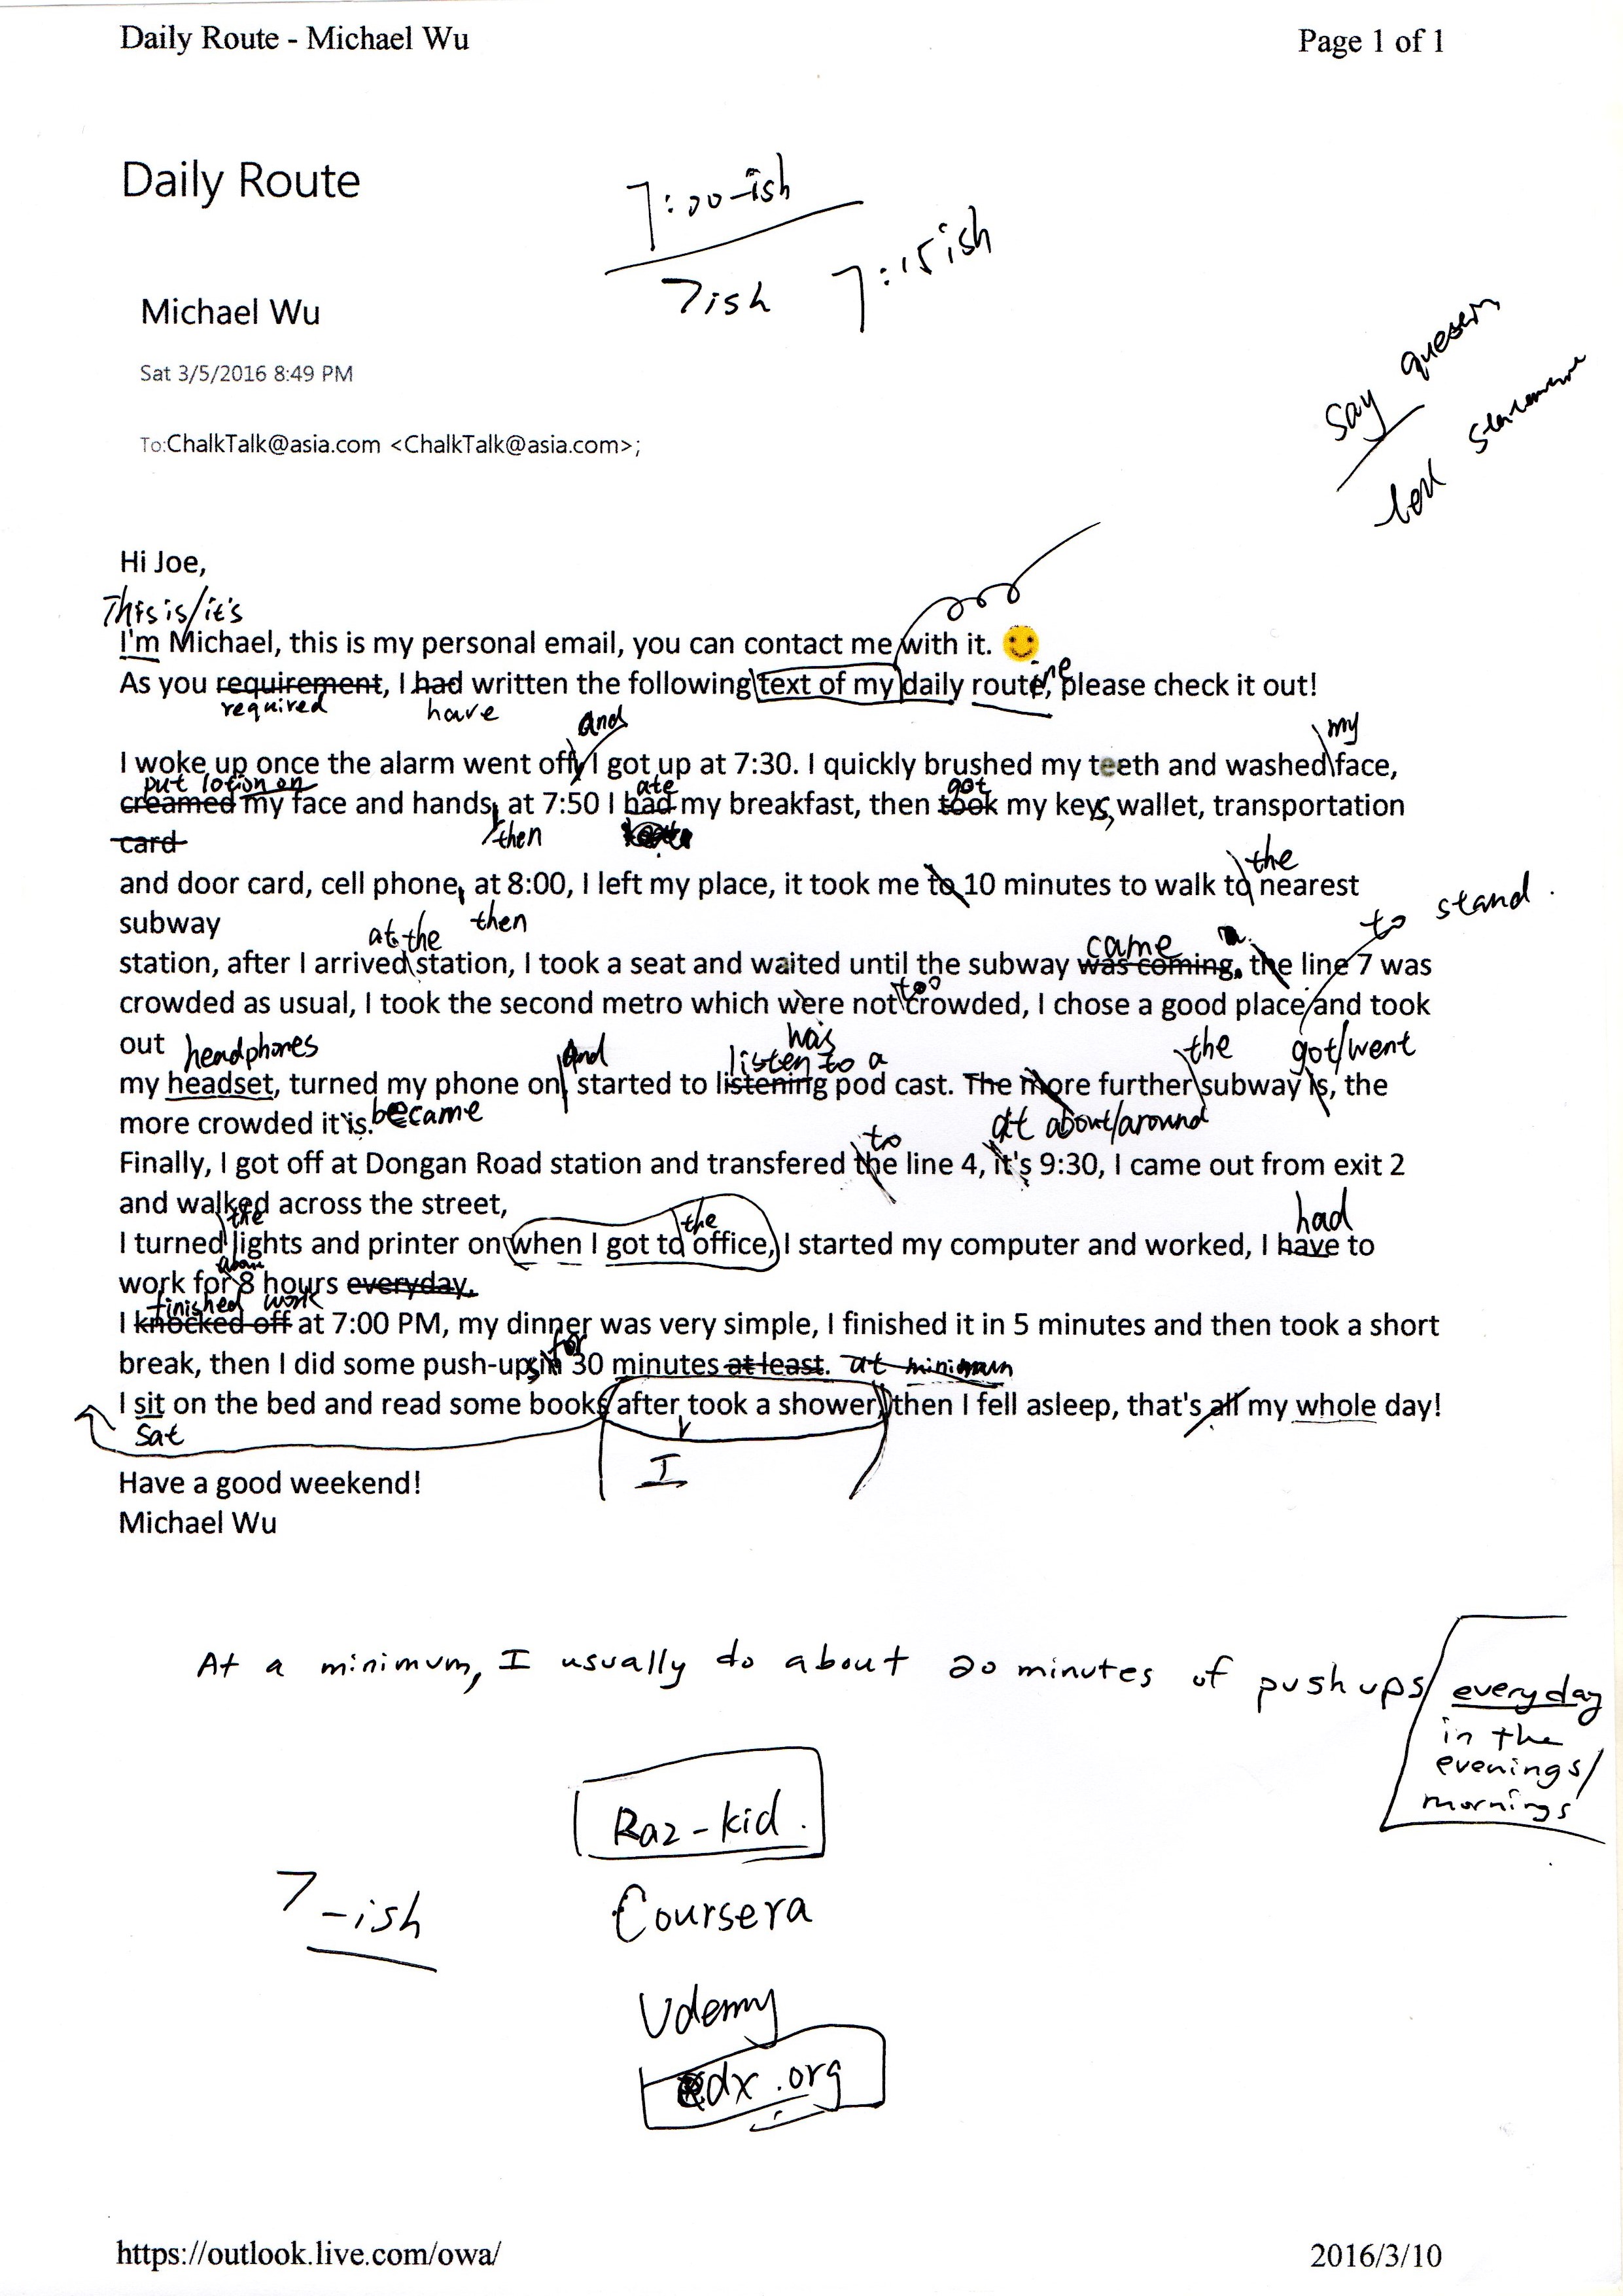 Daily Route - Michael Wu Page 1 of 1
Daily Route
7:00-ish
7ish 7:15ish
Michael Wu
Sat 3/5/2016 8:49 PM
say
To:ChalkTalk@asia.com <ChalkTalk@asia.com>;
Hi Joe,
This is/it's
I'm Michael, this is my personal email, you can contact me with it.
ine
As you requirement, I had written the following text of my daily route, please check it out!
required have
and my
I woke up once the alarm went off, I got up at 7:30. I quickly brushed my teeth and washed face,
put lotion on ate got
creamed my face and hands, at 7:50 I had my breakfast, then took my keys, wallet, transportation
card
then
the
and door card, cell phone, at 8:00, I left my place, it took me to 10 minutes to walk to nearest
to stand.
subway
at the then came
station, after I arrived station, I took a seat and waited until the subway was coming, the line 7 was
too
crowded as usual, I took the second metro which were not crowded, I chose a good place and took
out
headphones and was listen to a the got/went
my headset, turned my phone on, started to listening pod cast. The more further subway is, the
more crowded it is.
became at about/around
to
Finally, I got off at Dongan Road station and transfered the line 4, it's 9:30, I came out from exit 2
and walked across the street,
the the had
I turned lights and printer on when I got to office, I started my computer and worked, I have to
about
work for 8 hours everyday.
finished work
I knocked off at 7:00 PM, my dinner was very simple, I finished it in 5 minutes and then took a short
for
break, then I did some push-ups in 30 minutes at least. at minimum
I sit on the bed and read some books after took a shower, then I fell asleep, that's all my whole day!
sat
I
Have a good weekend!
Michael Wu
At a minimum, I usually do about 20 minutes of pushups everyday
in the
evenings/
mornings
Raz-kid.
7-ish
Coursera
Udemy
edx.org
https://outlook.live.com/owa/ 2016/3/10